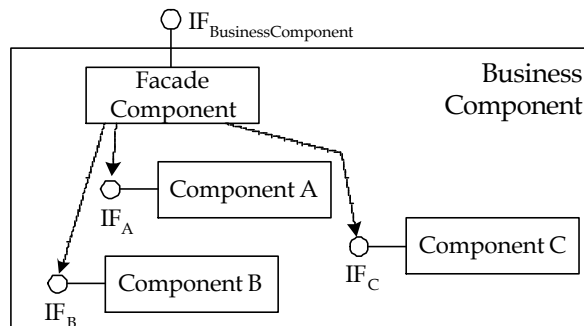 IF_BusinessComponent
Facade
Component
Business
Component
Component A
IF_A
Component C
IF_C
Component B
IF_B